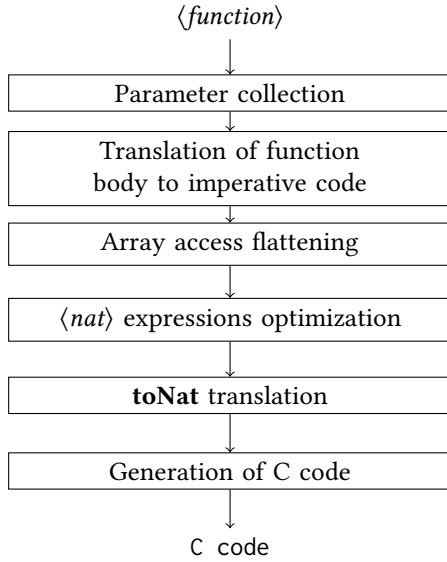 ⟨function⟩
Parameter collection
Translation of function
body to imperative code
Array access flattening
⟨nat⟩ expressions optimization
toNat translation
Generation of C code
C code